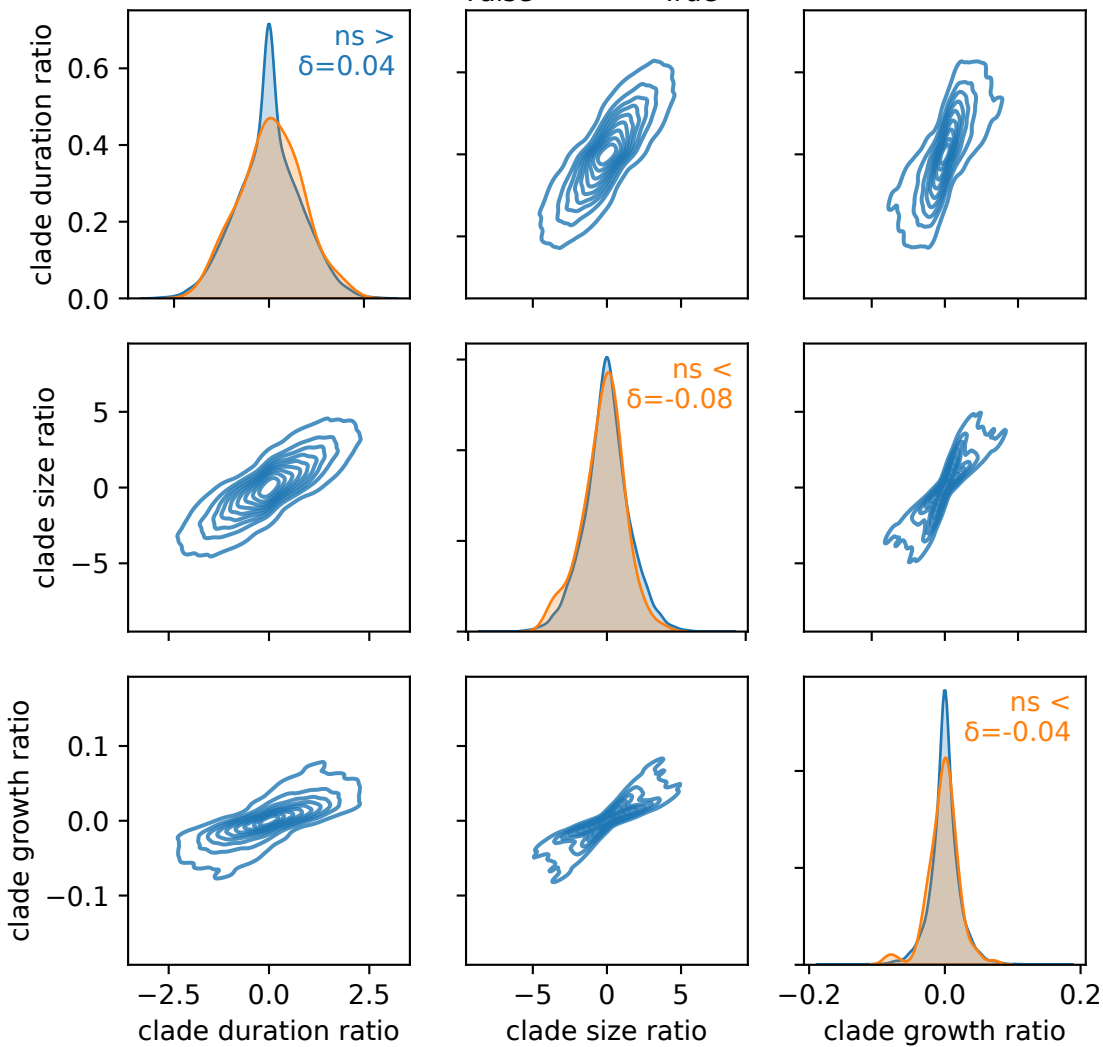 clade duration ratio
0.6
0.4
0.2
0.0
ns >
δ=0.04
clade size ratio
5
0
−5
ns <
δ=-0.08
clade growth ratio
0.1
0.0
−0.1
ns <
δ=-0.04
−2.5 0.0 2.5
−5 0 5
−0.2 0.0 0.2
clade duration ratio
clade size ratio
clade growth ratio